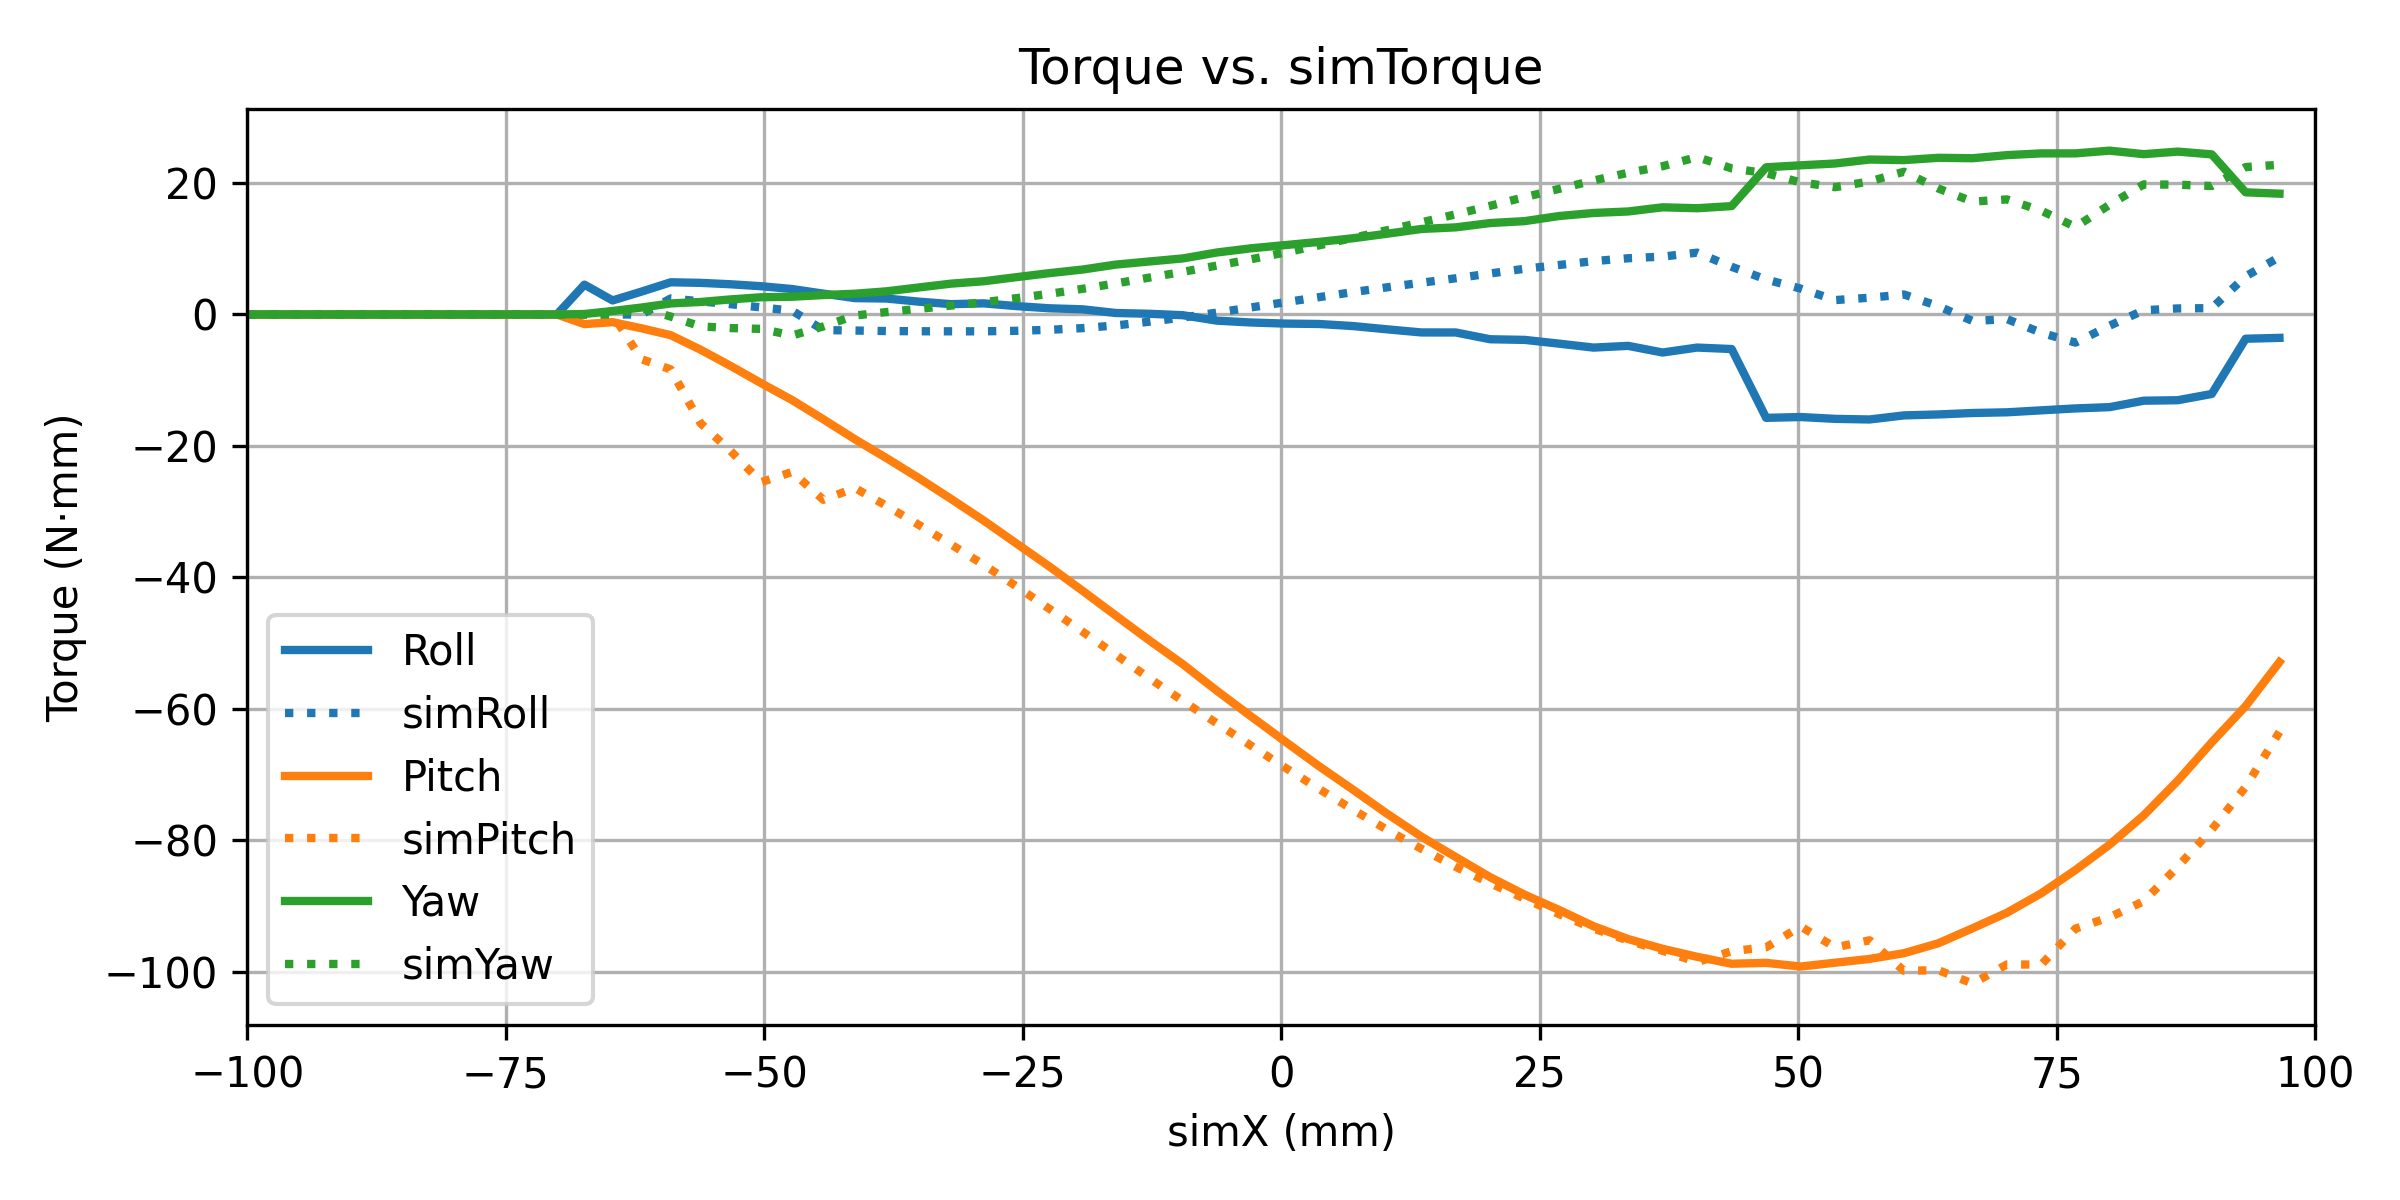 Torque vs. simTorque
Torque (N·mm)
20
0
−20
−40
−60
−80
−100
Roll
simRoll
Pitch
simPitch
Yaw
simYaw
−100 −75 −50 −25 0 25 50 75 100
simX (mm)